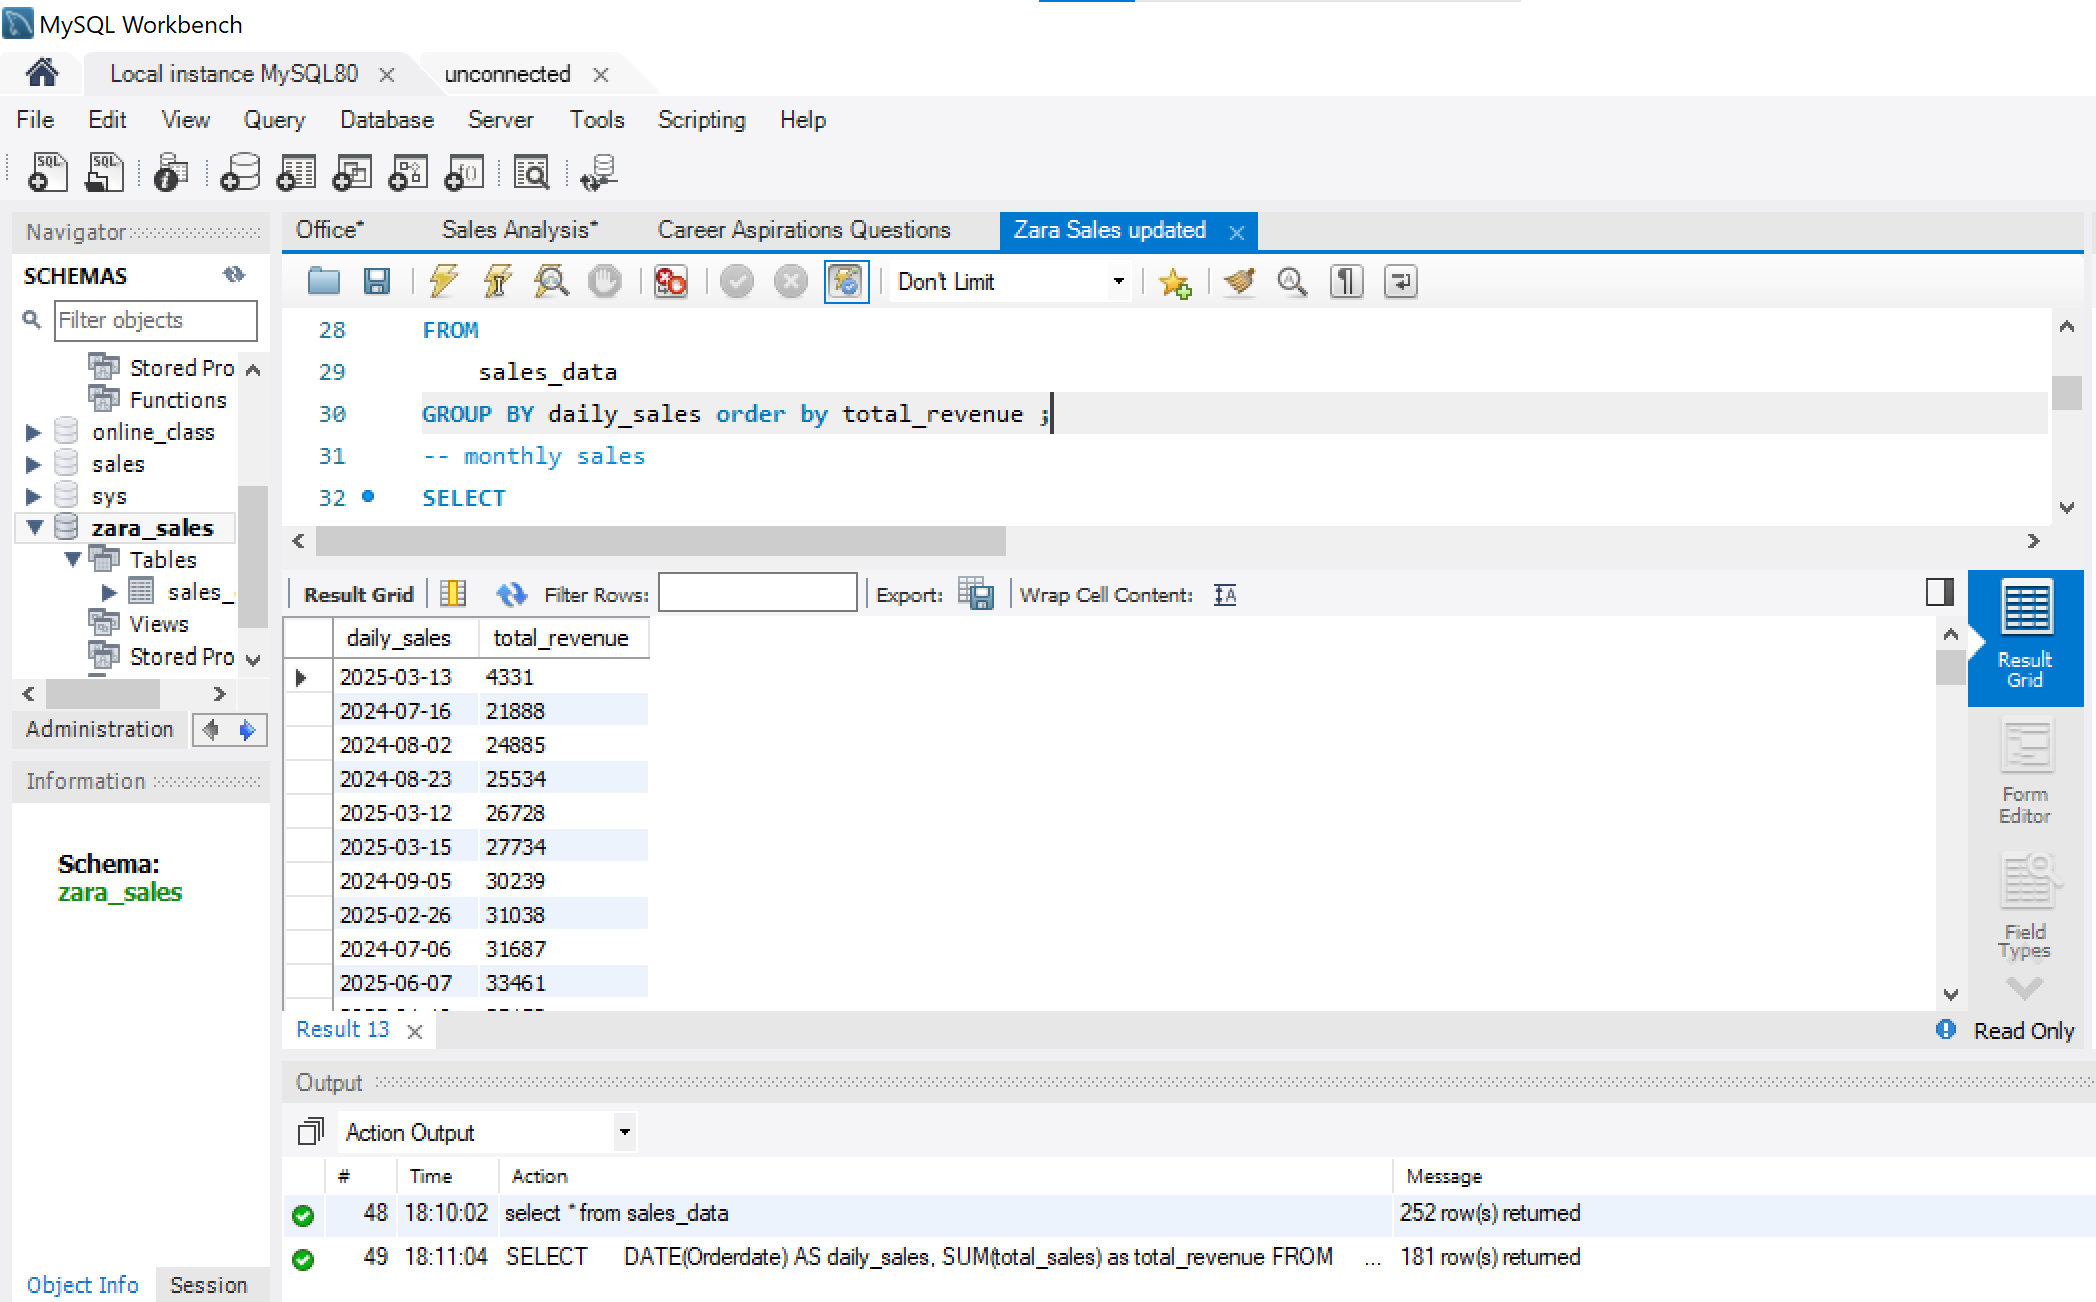 MySQL Workbench
Local instance MySQL80
unconnected
File Edit View Query Database Server Tools Scripting Help
Navigator
SCHEMAS
Filter objects
Stored Pro
Functions
online_class
sales
sys
zara_sales
Tables
sales_
Views
Stored Pro
Administration
Information
Schema:
zara_sales
Object Info Session
Office* Sales Analysis* Career Aspirations Questions Zara Sales updated
Don't Limit
28 FROM
29 sales_data
30 GROUP BY daily_sales order by total_revenue ;
31 -- monthly sales
32 SELECT
Result Grid Filter Rows: Export: Wrap Cell Content:
daily_sales total_revenue
2025-03-13 4331
2024-07-16 21888
2024-08-02 24885
2024-08-23 25534
2025-03-12 26728
2025-03-15 27734
2024-09-05 30239
2025-02-26 31038
2024-07-06 31687
2025-06-07 33461
Result Grid
Form Editor
Field Types
Result 13
Read Only
Output
Action Output
# Time Action Message
48 18:10:02 select * from sales_data 252 row(s) returned
49 18:11:04 SELECT DATE(Orderdate) AS daily_sales, SUM(total_sales) as total_revenue FROM ... 181 row(s) returned